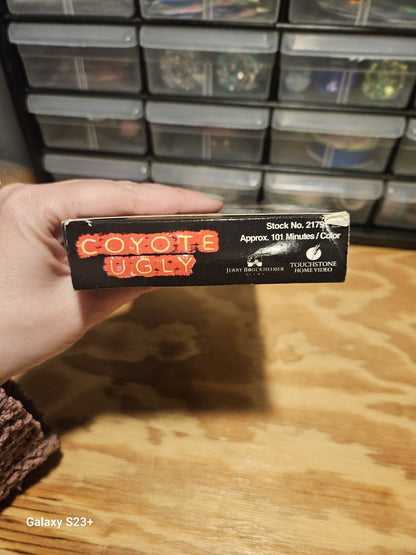 COYOTE
UGLY
Stock No. 2179
Approx. 101 Minutes / Color
JERRY BRUCKHEIMER
FILMS
TOUCHSTONE
HOME VIDEO
Galaxy S23+